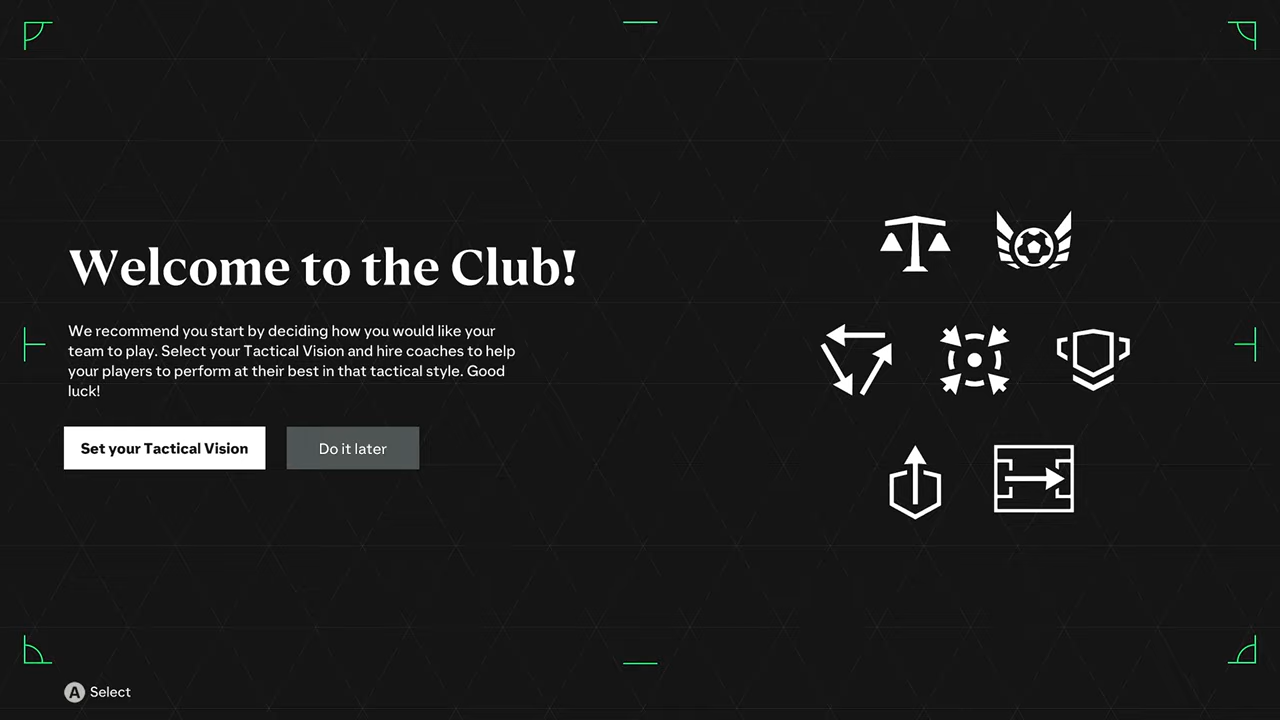 Welcome to the Club!
We recommend you start by deciding how you would like your
team to play. Select your Tactical Vision and hire coaches to help
your players to perform at their best in that tactical style. Good
luck!
Set your Tactical Vision
Do it later
A Select